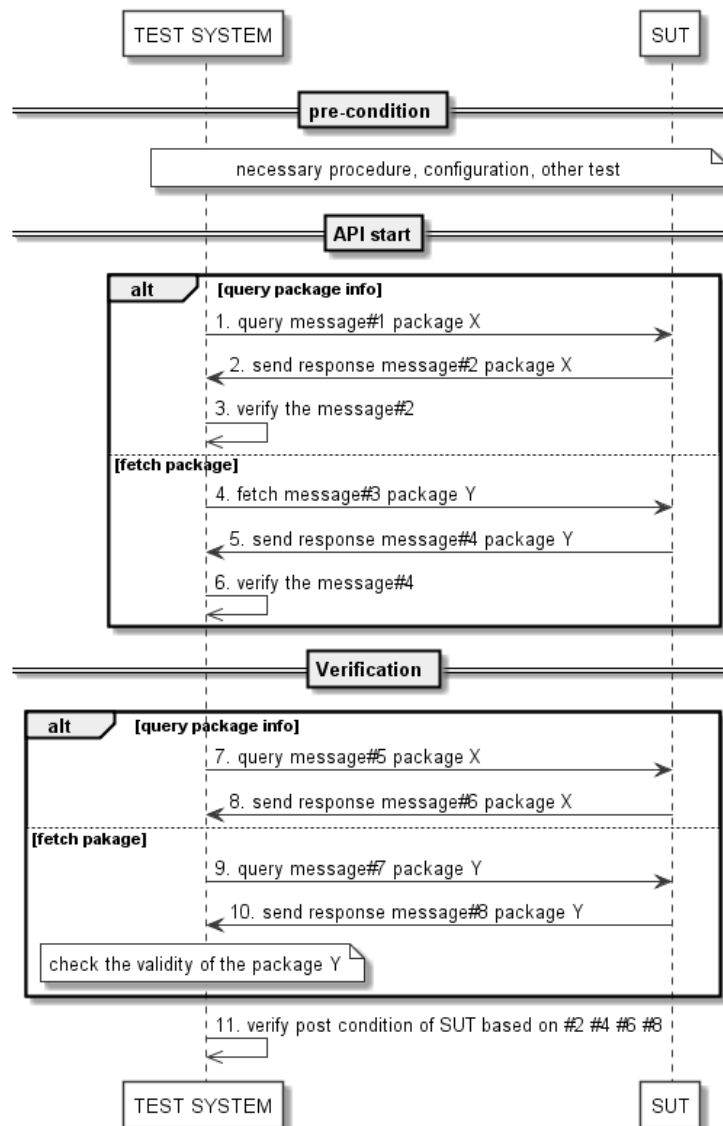 TEST SYSTEM
SUT
pre-condition
necessary procedure, configuration, other test
API start
alt
[query package info]
1. query message#1 package X
2. send response message#2 package X
3. verify the message#2
[fetch package]
4. fetch message#3 package Y
5. send response message#4 package Y
6. verify the message#4
Verification
alt
[query package info]
7. query message#5 package X
8. send response message#6 package X
[fetch pakage]
9. query message#7 package Y
10. send response message#8 package Y
check the validity of the package Y
11. verify post condition of SUT based on #2 #4 #6 #8
TEST SYSTEM
SUT